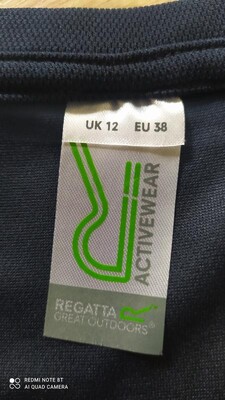 UK 12 EU 38
ACTIVEWEAR
REGATTA
GREAT OUTDOORS®
REDMI NOTE 8T
AI QUAD CAMERA